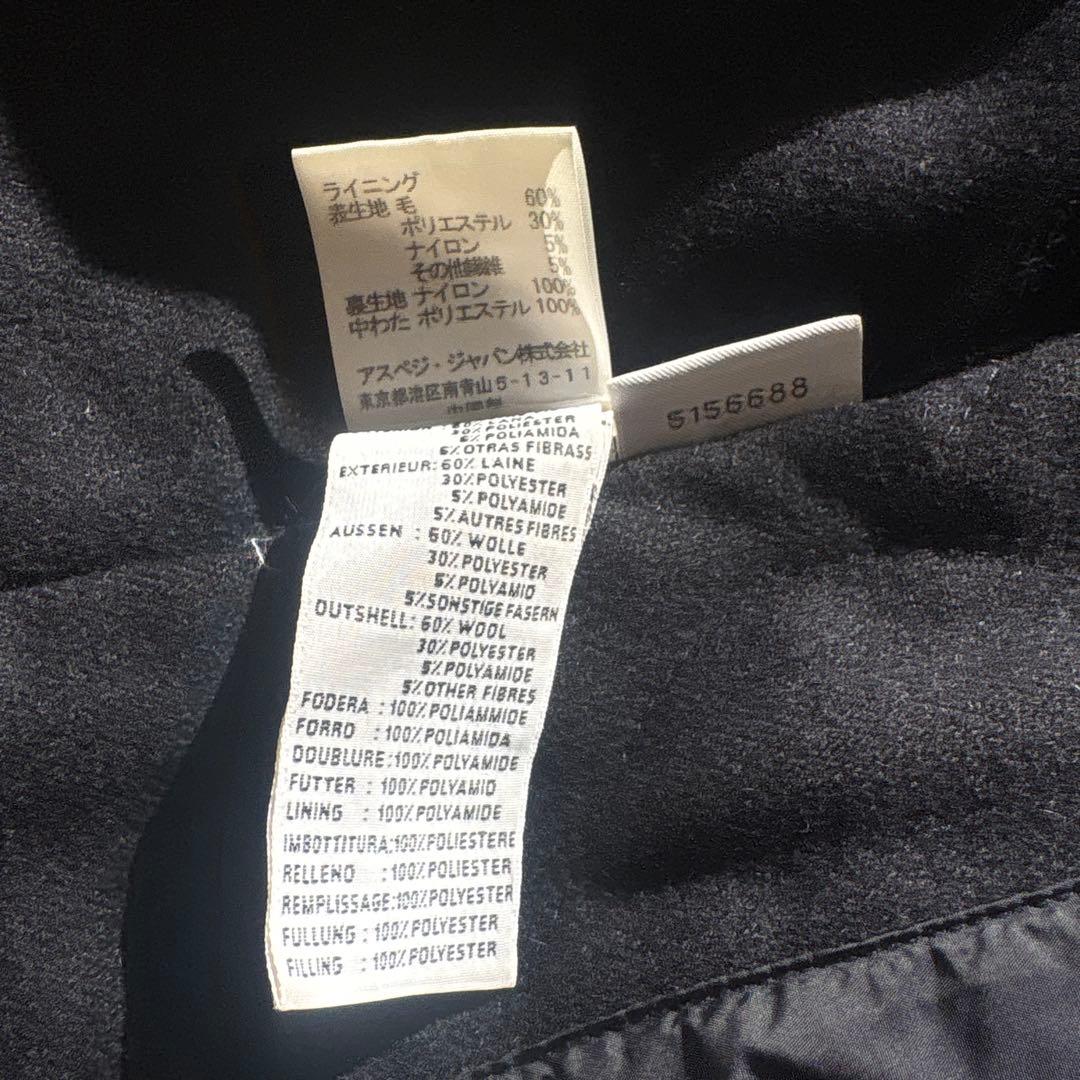 ライニング
表生地 毛 60%
ポリエステル 30%
ナイロン 5%
その他繊維 5%
裏生地 ナイロン 100%
中わた ポリエステル 100%
アスペジ・ジャパン株式会社
東京都港区南青山5-13-11
5156688
30%POLIESTER
5%POLIAMIDA
5%OTRAS FIBRASS
EXTERIEUR: 60% LAINE
30%POLYESTER
5%POLYAMIDE
5%AUTRES FIBRES
AUSSEN : 60% WOLLE
30%POLYESTER
5%POLYAMID
5%SONSTIGE FASERN
OUTSHELL: 60% WOOL
30%POLYESTER
5%POLYAMIDE
5%OTHER FIBRES
FODERA : 100%POLIAMMIDE
FORRO : 100%POLIAMIDA
DOUBLURE:100%POLYAMIDE
FUTTER : 100%POLYAMID
LINING : 100%POLYAMIDE
IMBOTTITURA:100%POLIESTERE
RELLENO :100%POLIESTER
REMPLISSAGE:100%POLYESTER
FULLUNG : 100%POLYESTER
FILLING : 100%POLYESTER